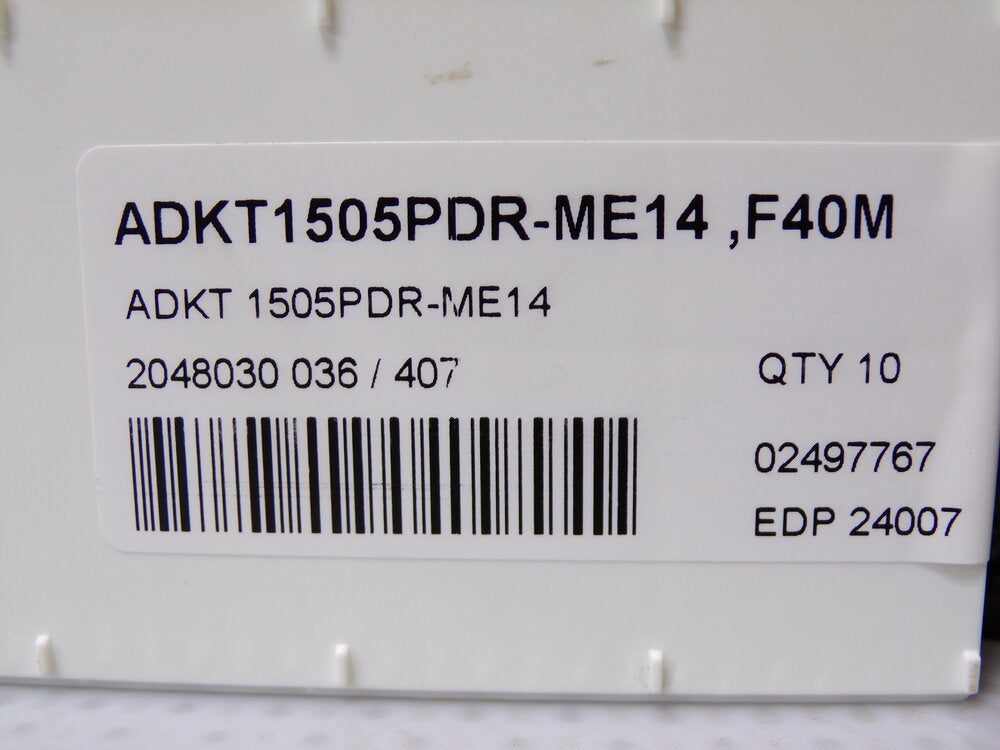 ADKT1505PDR-ME14 ,F40M
ADKT 1505PDR-ME14
2048030 036 / 407
QTY 10
02497767
EDP 24007